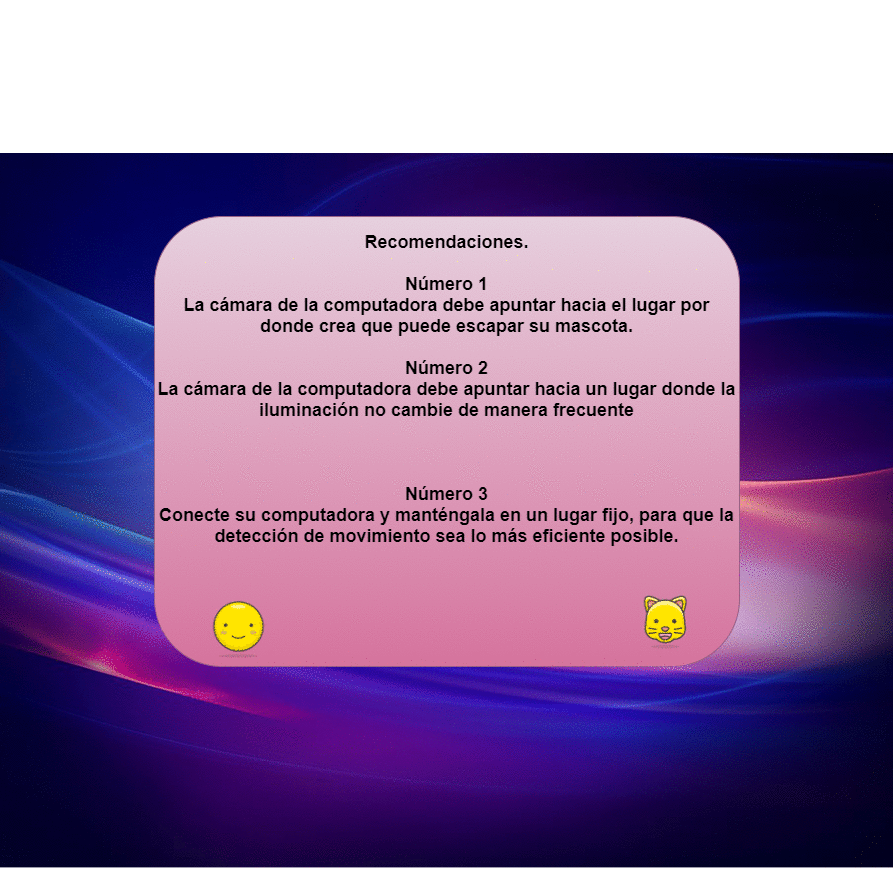 Recomendaciones.
Número 1
La cámara de la computadora debe apuntar hacia el lugar por
donde crea que puede escapar su mascota.
Número 2
La cámara de la computadora debe apuntar hacia un lugar donde la
iluminación no cambie de manera frecuente
Número 3
Conecte su computadora y manténgala en un lugar fijo, para que la
detección de movimiento sea lo más eficiente posible.